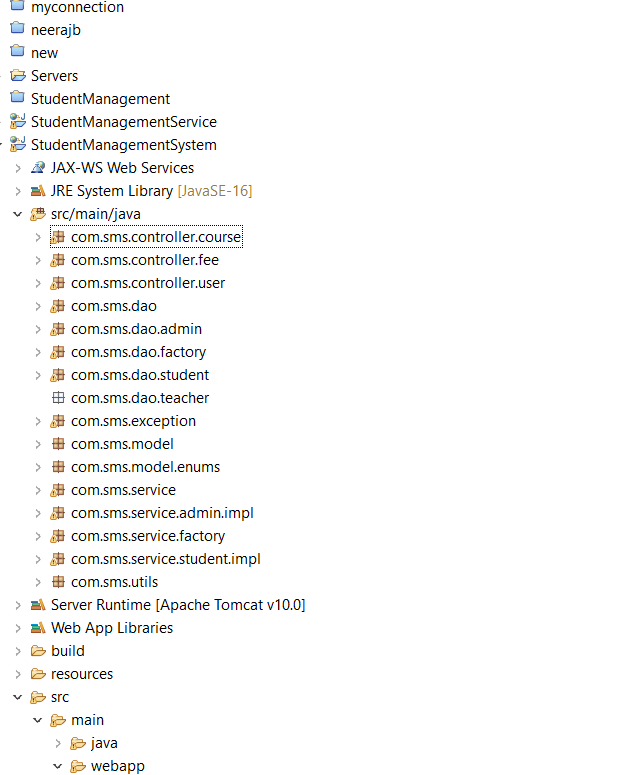 myconnection
neerajb
new
Servers
StudentManagement
StudentManagementService
StudentManagementSystem
JAX-WS Web Services
JRE System Library [JavaSE-16]
src/main/java
com.sms.controller.course
com.sms.controller.fee
com.sms.controller.user
com.sms.dao
com.sms.dao.admin
com.sms.dao.factory
com.sms.dao.student
com.sms.dao.teacher
com.sms.exception
com.sms.model
com.sms.model.enums
com.sms.service
com.sms.service.admin.impl
com.sms.service.factory
com.sms.service.student.impl
com.sms.utils
Server Runtime [Apache Tomcat v10.0]
Web App Libraries
build
resources
src
main
java
webapp